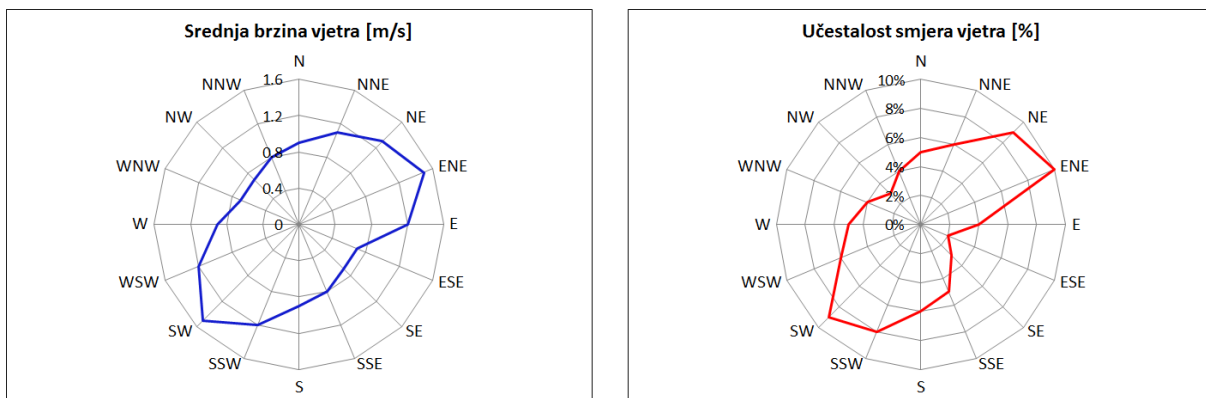 Srednja brzina vjetra [m/s]
N
NNE
NE
ENE
E
ESE
SE
SSE
S
SSW
SW
WSW
W
WNW
NW
NNW
1.6
1.2
0.8
0.4
0
Učestalost smjera vjetra [%]
N
NNE
NE
ENE
E
ESE
SE
SSE
S
SSW
SW
WSW
W
WNW
NW
NNW
10%
8%
6%
4%
2%
0%